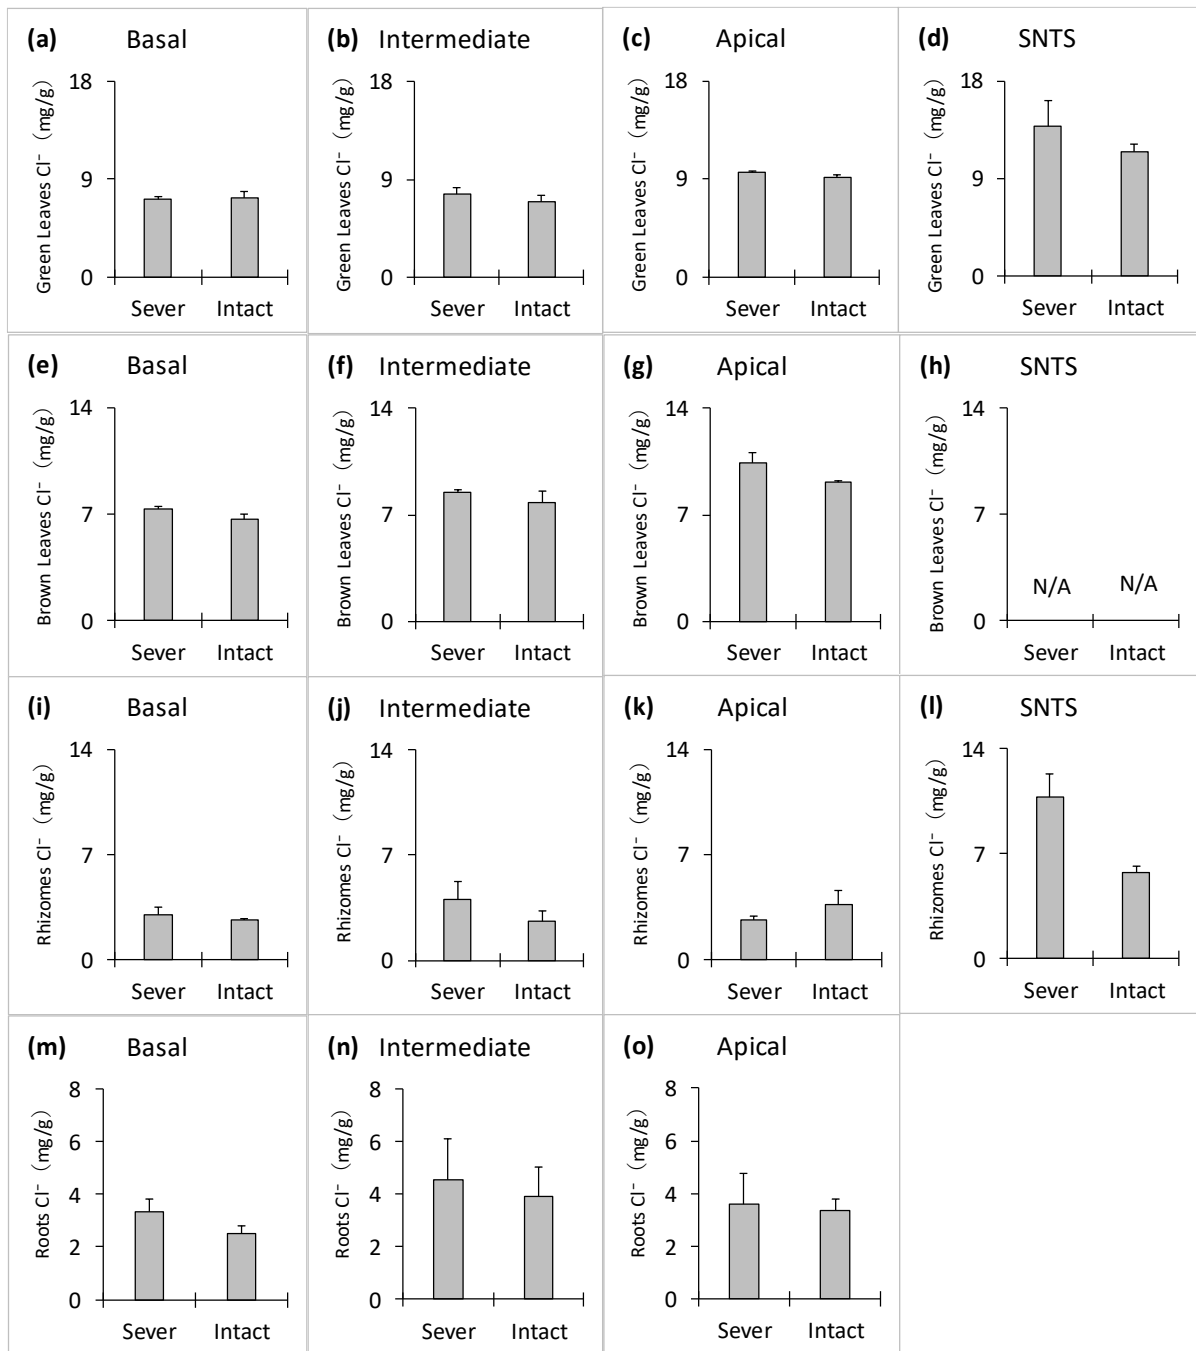 (a) Basal
Green Leaves Cl⁻ (mg/g)
18
9
0
Sever Intact
(b) Intermediate
Green Leaves Cl⁻ (mg/g)
18
9
0
Sever Intact
(c) Apical
Green Leaves Cl⁻ (mg/g)
18
9
0
Sever Intact
(d) SNTS
Green Leaves Cl⁻ (mg/g)
18
9
0
Sever Intact
(e) Basal
Brown Leaves Cl⁻ (mg/g)
14
7
0
Sever Intact
(f) Intermediate
Brown Leaves Cl⁻ (mg/g)
14
7
0
Sever Intact
(g) Apical
Brown Leaves Cl⁻ (mg/g)
14
7
0
Sever Intact
(h) SNTS
Brown Leaves Cl⁻ (mg/g)
14
7
0
N/A N/A
Sever Intact
(i) Basal
Rhizomes Cl⁻ (mg/g)
14
7
0
Sever Intact
(j) Intermediate
Rhizomes Cl⁻ (mg/g)
14
7
0
Sever Intact
(k) Apical
Rhizomes Cl⁻ (mg/g)
14
7
0
Sever Intact
(l) SNTS
Rhizomes Cl⁻ (mg/g)
14
7
0
Sever Intact
(m) Basal
Roots Cl⁻ (mg/g)
8
6
4
2
0
Sever Intact
(n) Intermediate
Roots Cl⁻ (mg/g)
8
6
4
2
0
Sever Intact
(o) Apical
Roots Cl⁻ (mg/g)
8
6
4
2
0
Sever Intact